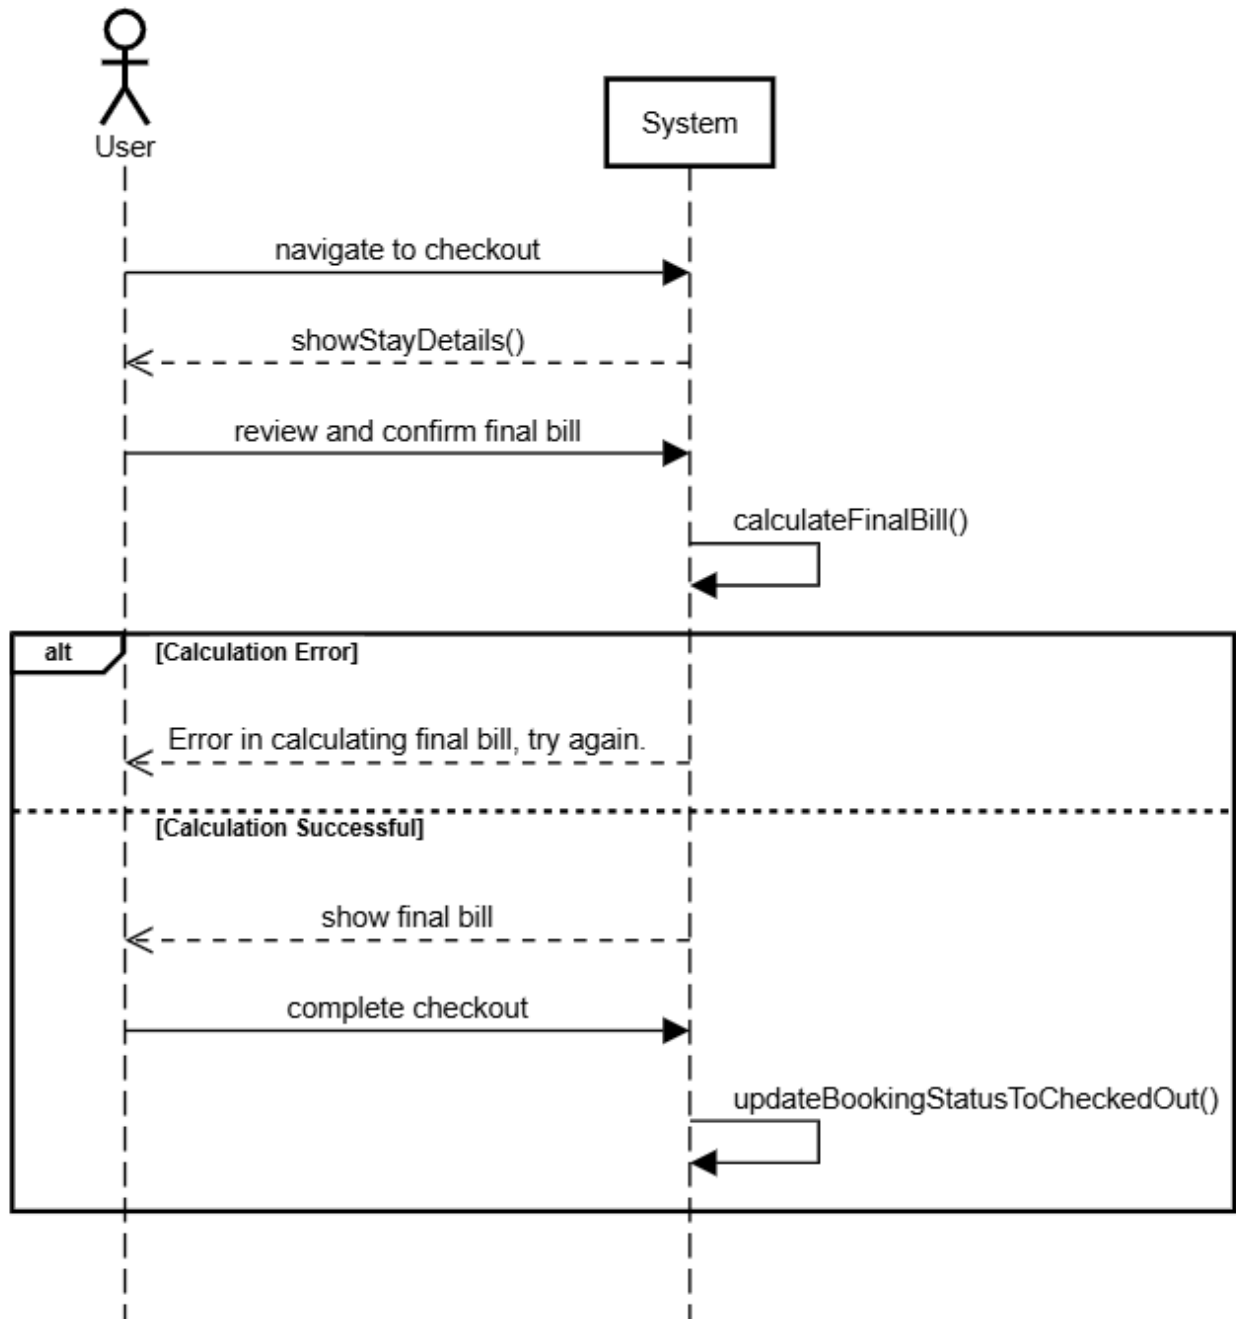 User
System
navigate to checkout
showStayDetails()
review and confirm final bill
calculateFinalBill()
alt
[Calculation Error]
Error in calculating final bill, try again.
[Calculation Successful]
show final bill
complete checkout
updateBookingStatusToCheckedOut()